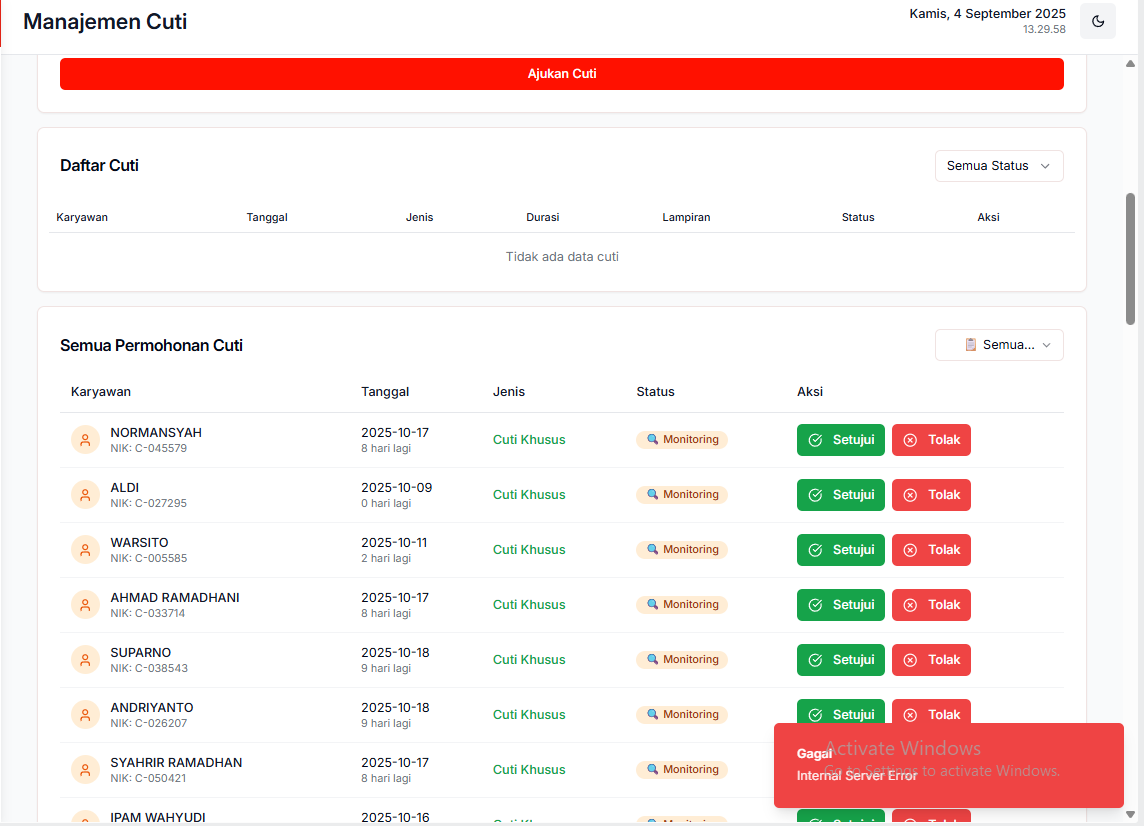 Manajemen Cuti
Kamis, 4 September 2025
13.29.58
Ajukan Cuti
Daftar Cuti
Semua Status
Karyawan Tanggal Jenis Durasi Lampiran Status Aksi
Tidak ada data cuti
Semua Permohonan Cuti
Semua...
Karyawan Tanggal Jenis Status Aksi
NORMANSYAH 2025-10-17 Cuti Khusus Monitoring Setujui Tolak
NIK: C-045579 8 hari lagi
ALDI 2025-10-09 Cuti Khusus Monitoring Setujui Tolak
NIK: C-027295 0 hari lagi
WARSITO 2025-10-11 Cuti Khusus Monitoring Setujui Tolak
NIK: C-005585 2 hari lagi
AHMAD RAMADHANI 2025-10-17 Cuti Khusus Monitoring Setujui Tolak
NIK: C-033714 8 hari lagi
SUPARNO 2025-10-18 Cuti Khusus Monitoring Setujui Tolak
NIK: C-038543 9 hari lagi
ANDRIYANTO 2025-10-18 Cuti Khusus Monitoring Setujui Tolak
NIK: C-026207 9 hari lagi
SYAHRIR RAMADHAN 2025-10-17 Cuti Khusus Monitoring
NIK: C-050421 8 hari lagi
Gagal
Internal Server Error
Activate Windows
Go to Settings to activate Windows.
IPAM WAHYUDI 2025-10-16